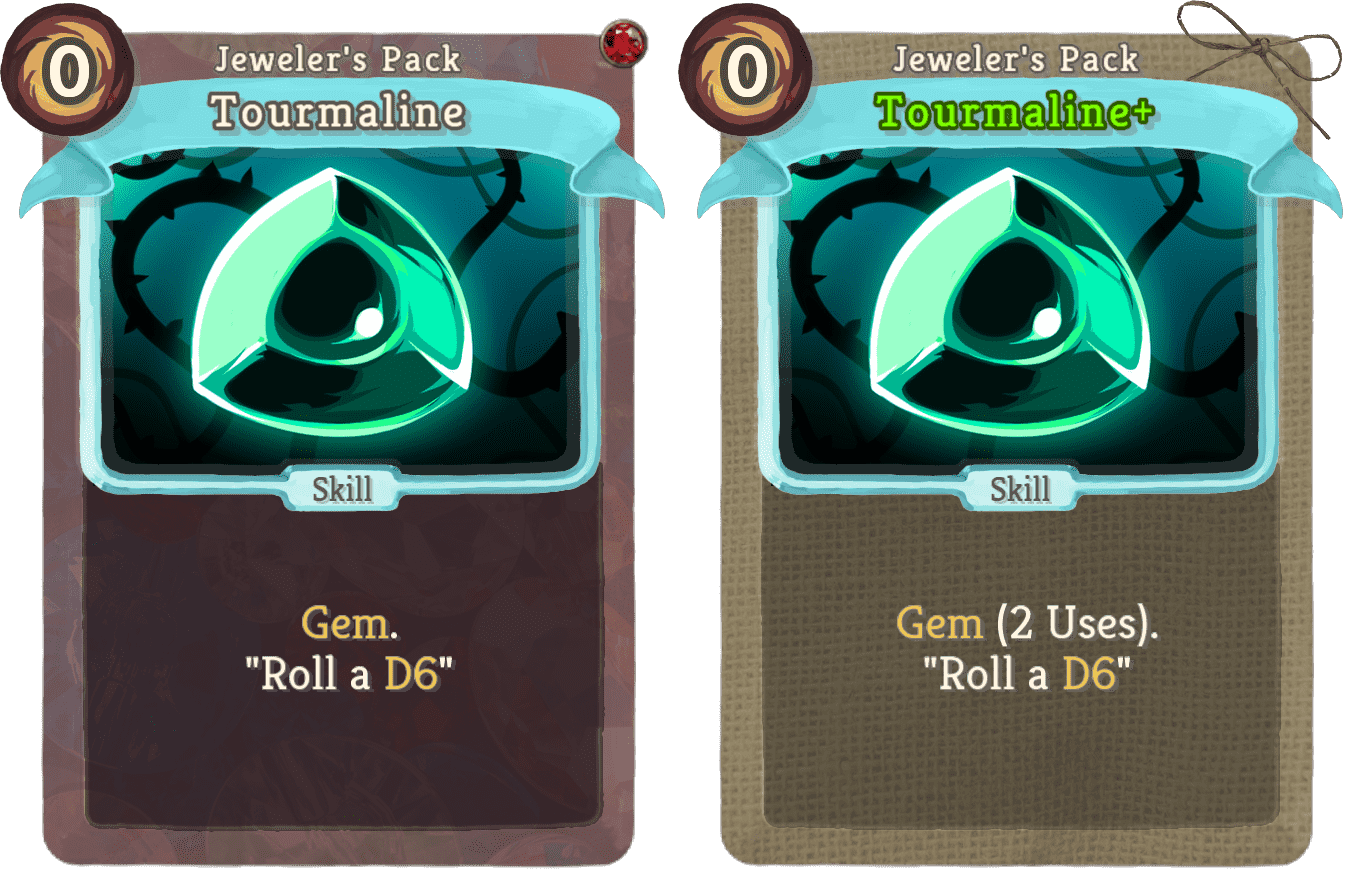 0
Jeweler's Pack
Tourmaline
Skill
Gem.
"Roll a D6"
0
Jeweler's Pack
Tourmaline+
Skill
Gem (2 Uses).
"Roll a D6"